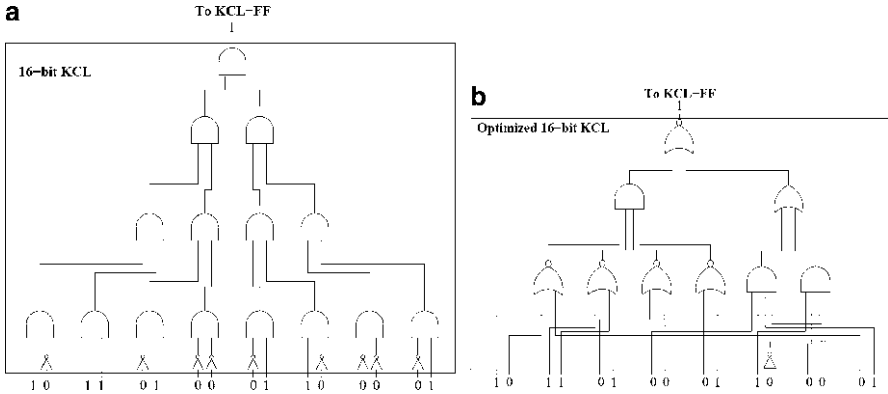 a
To KCL-FF
1
16-bit KCL
1 0 1 1 0 1 0 0 0 1 1 0 0 0 0 1
b
To KCL-FF
1
Optimized 16-bit KCL
1 0 1 1 0 1 0 0 0 1 1 0 0 0 0 1